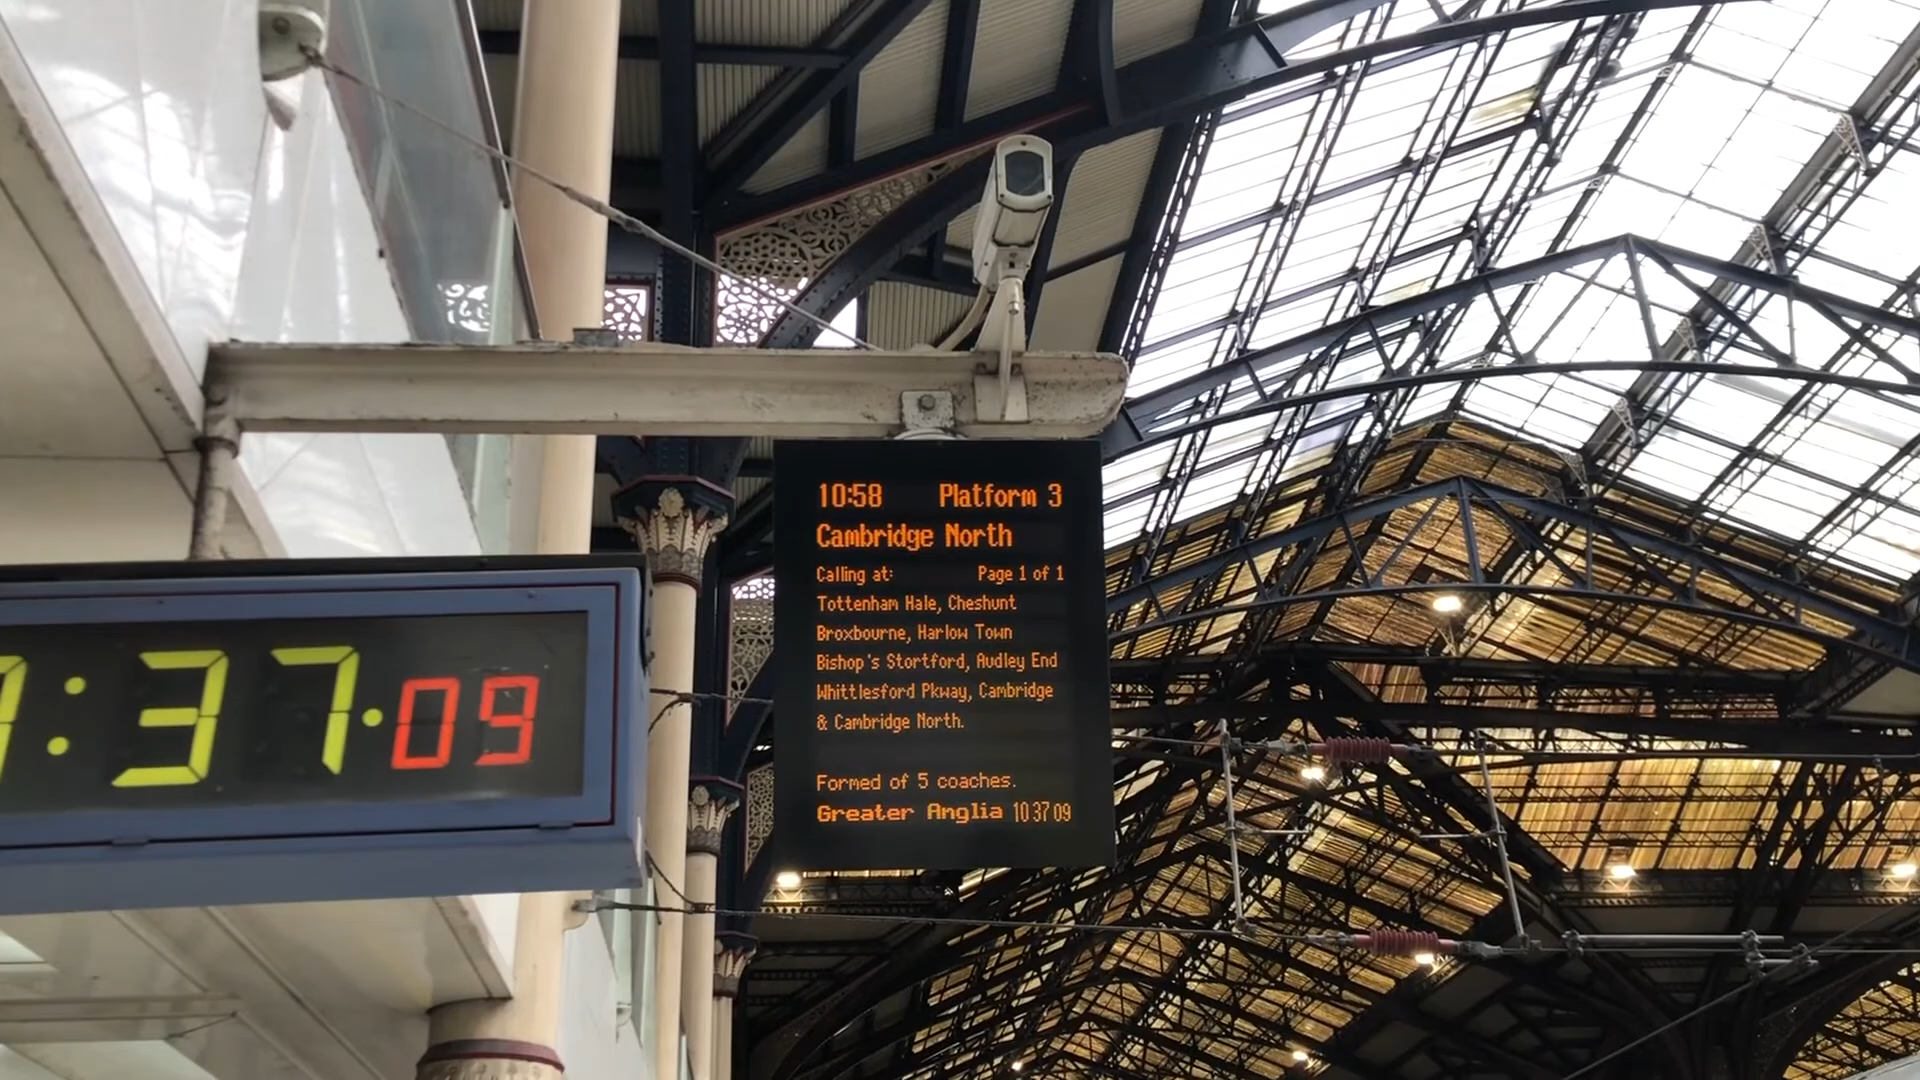 10:58 Platform 3
Cambridge North
Calling at: Page 1 of 1
Tottenham Hale, Cheshunt
Broxbourne, Harlow Town
Bishop's Stortford, Audley End
Whittlesford Pkway, Cambridge
& Cambridge North.
Formed of 5 coaches.
Greater Anglia 10 37 09
:37·09